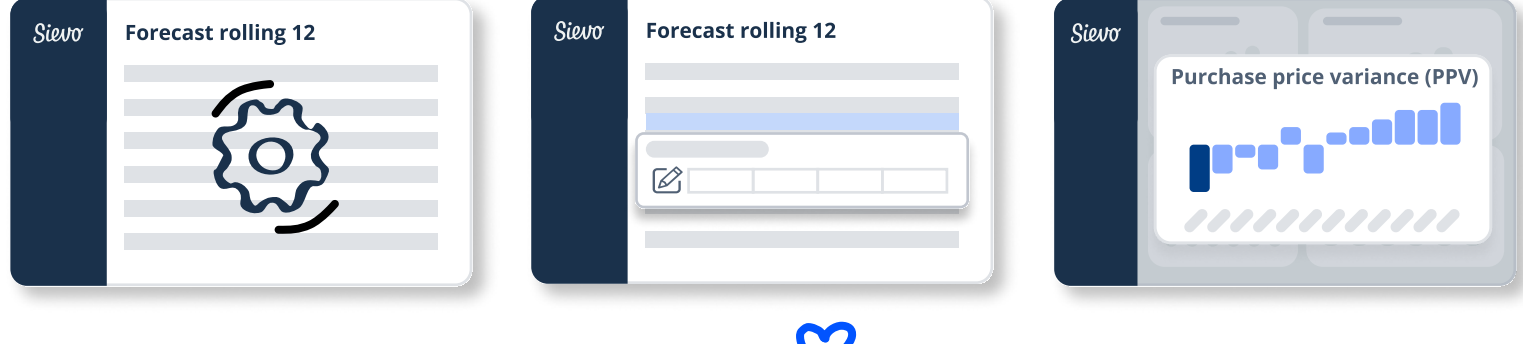 Sievo
Forecast rolling 12
Sievo
Forecast rolling 12
Sievo
Purchase price variance (PPV)